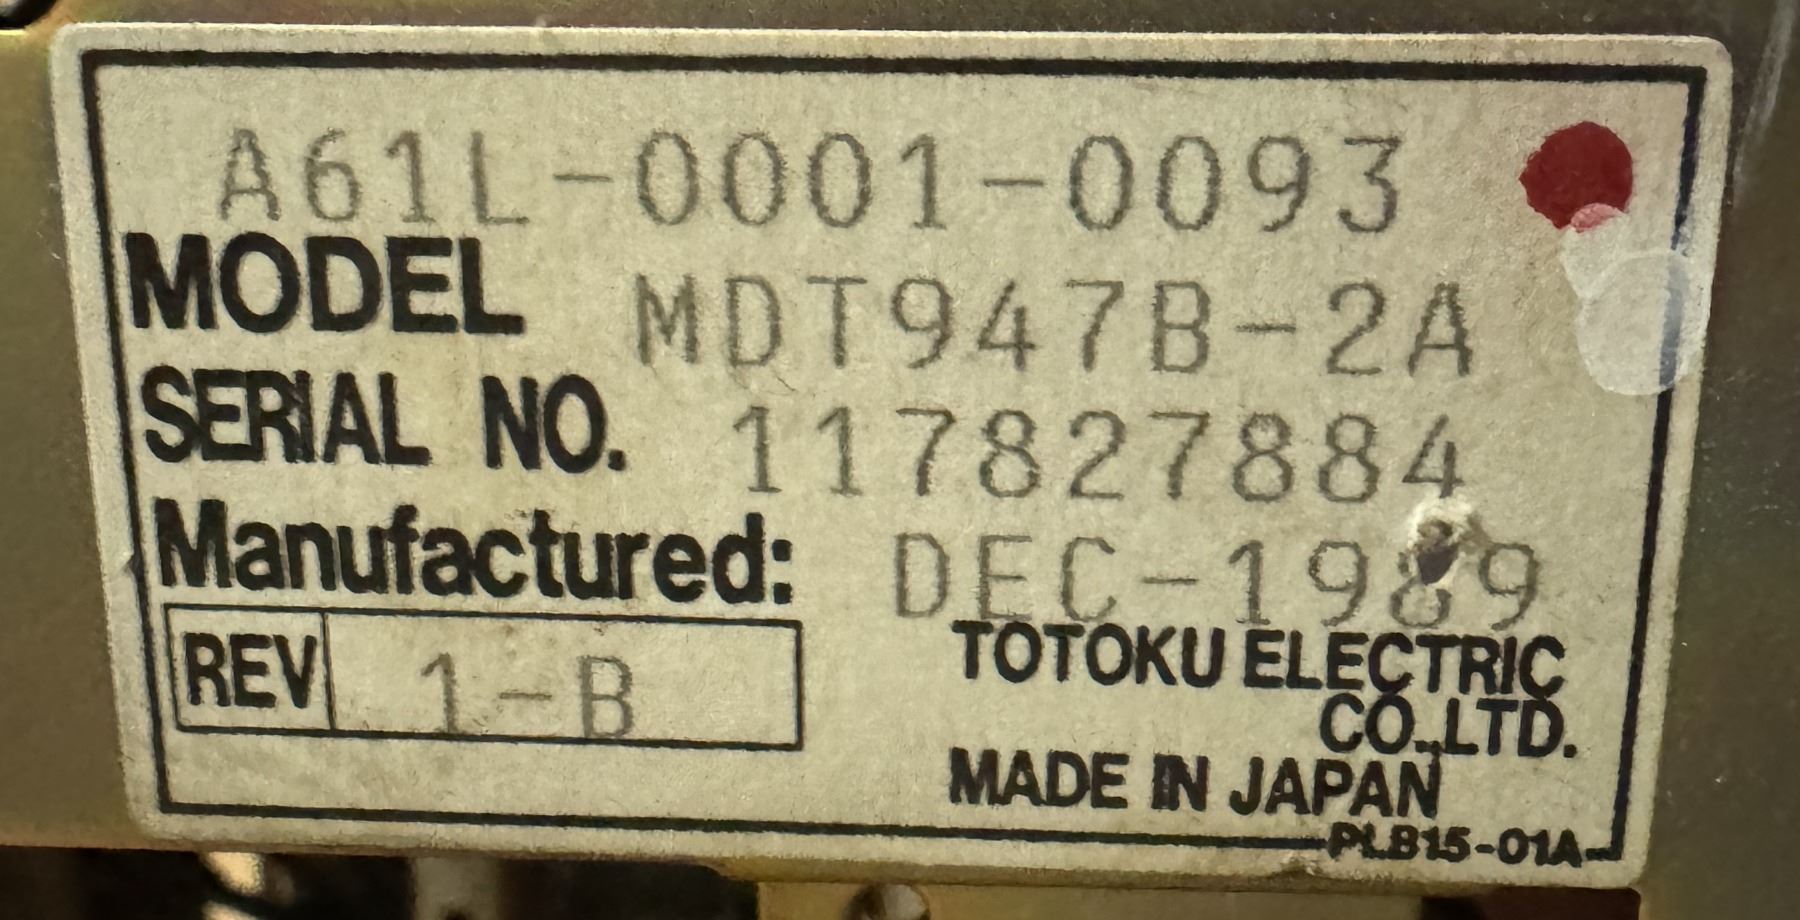 A61L-0001-0093
MODEL MDT947B-2A
SERIAL NO. 117827884
Manufactured: DEC-1989
REV 1-B
TOTOKU ELECTRIC
CO.,LTD.
MADE IN JAPAN
PLB15-01A